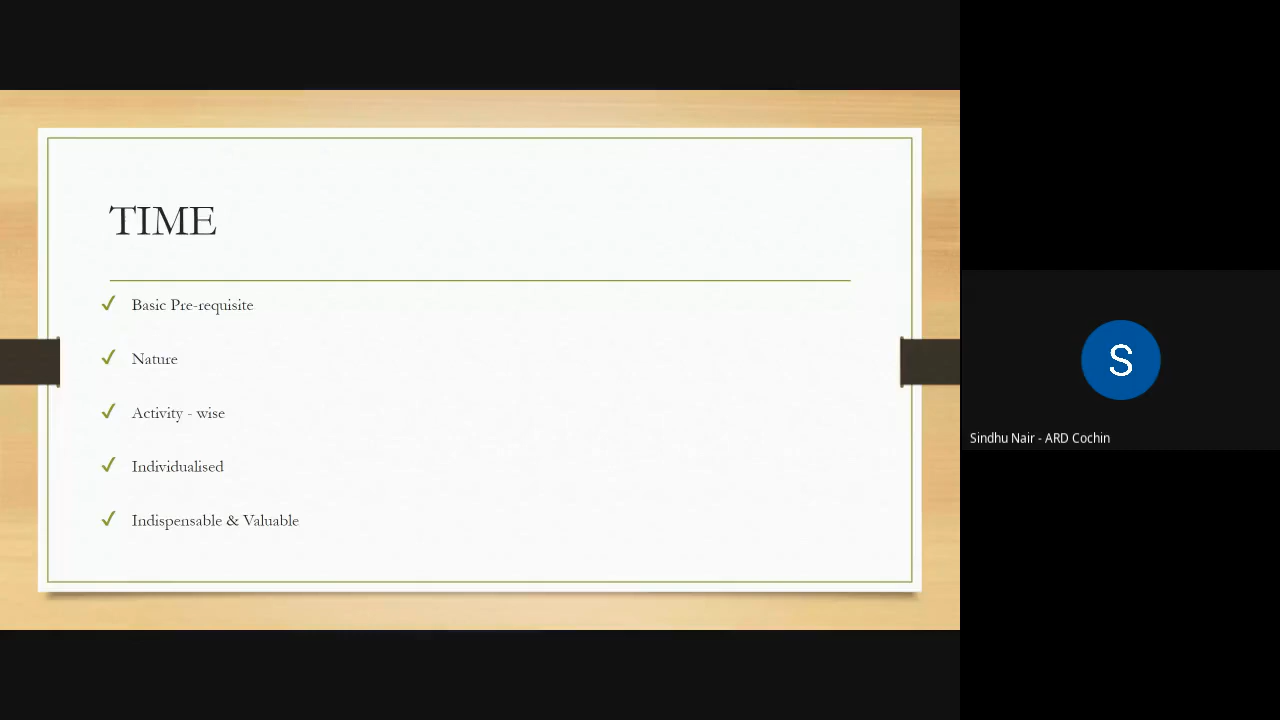 TIME
✓ Basic Pre-requisite
✓ Nature
✓ Activity - wise
✓ Individualised
✓ Indispensable & Valuable
S
Sindhu Nair - ARD Cochin